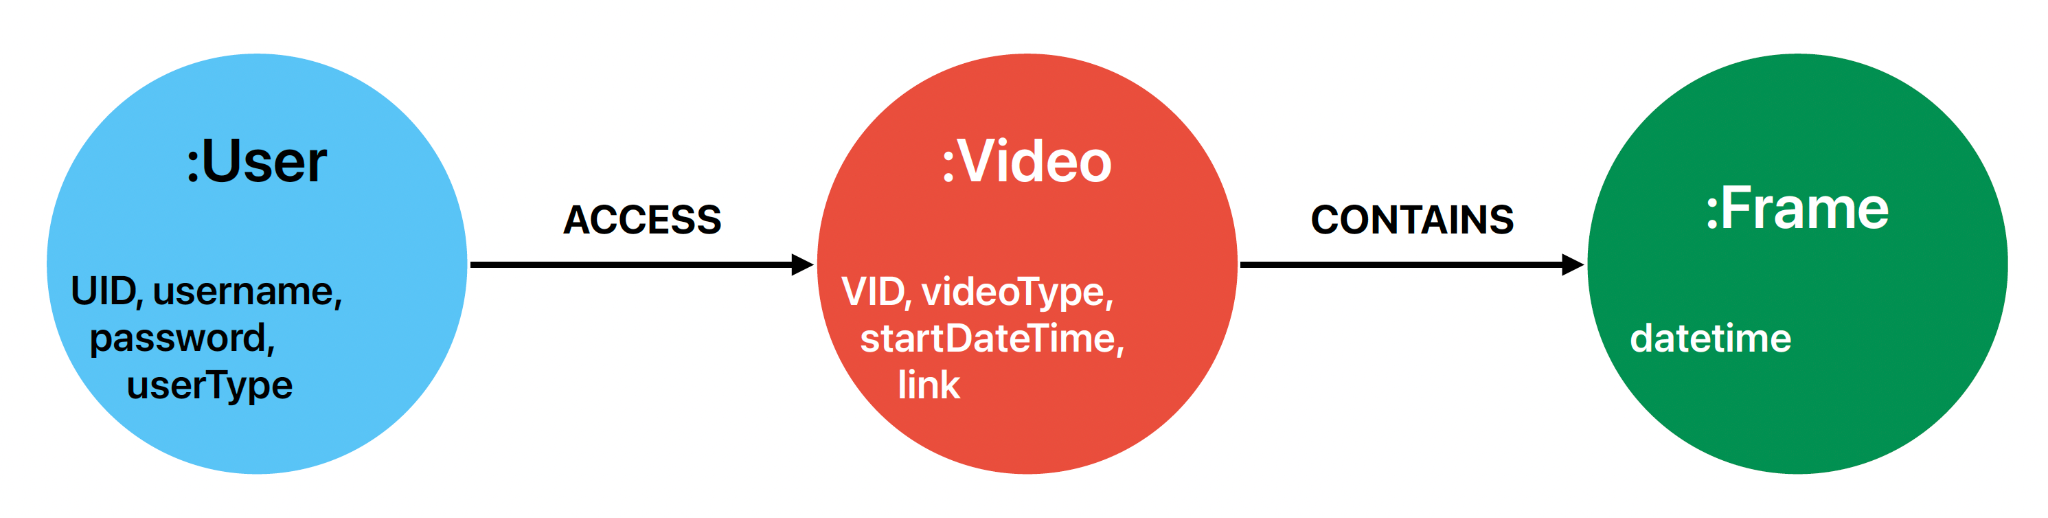 :User
UID, username,
password,
userType
ACCESS
:Video
VID, videoType,
startDateTime,
link
CONTAINS
:Frame
datetime